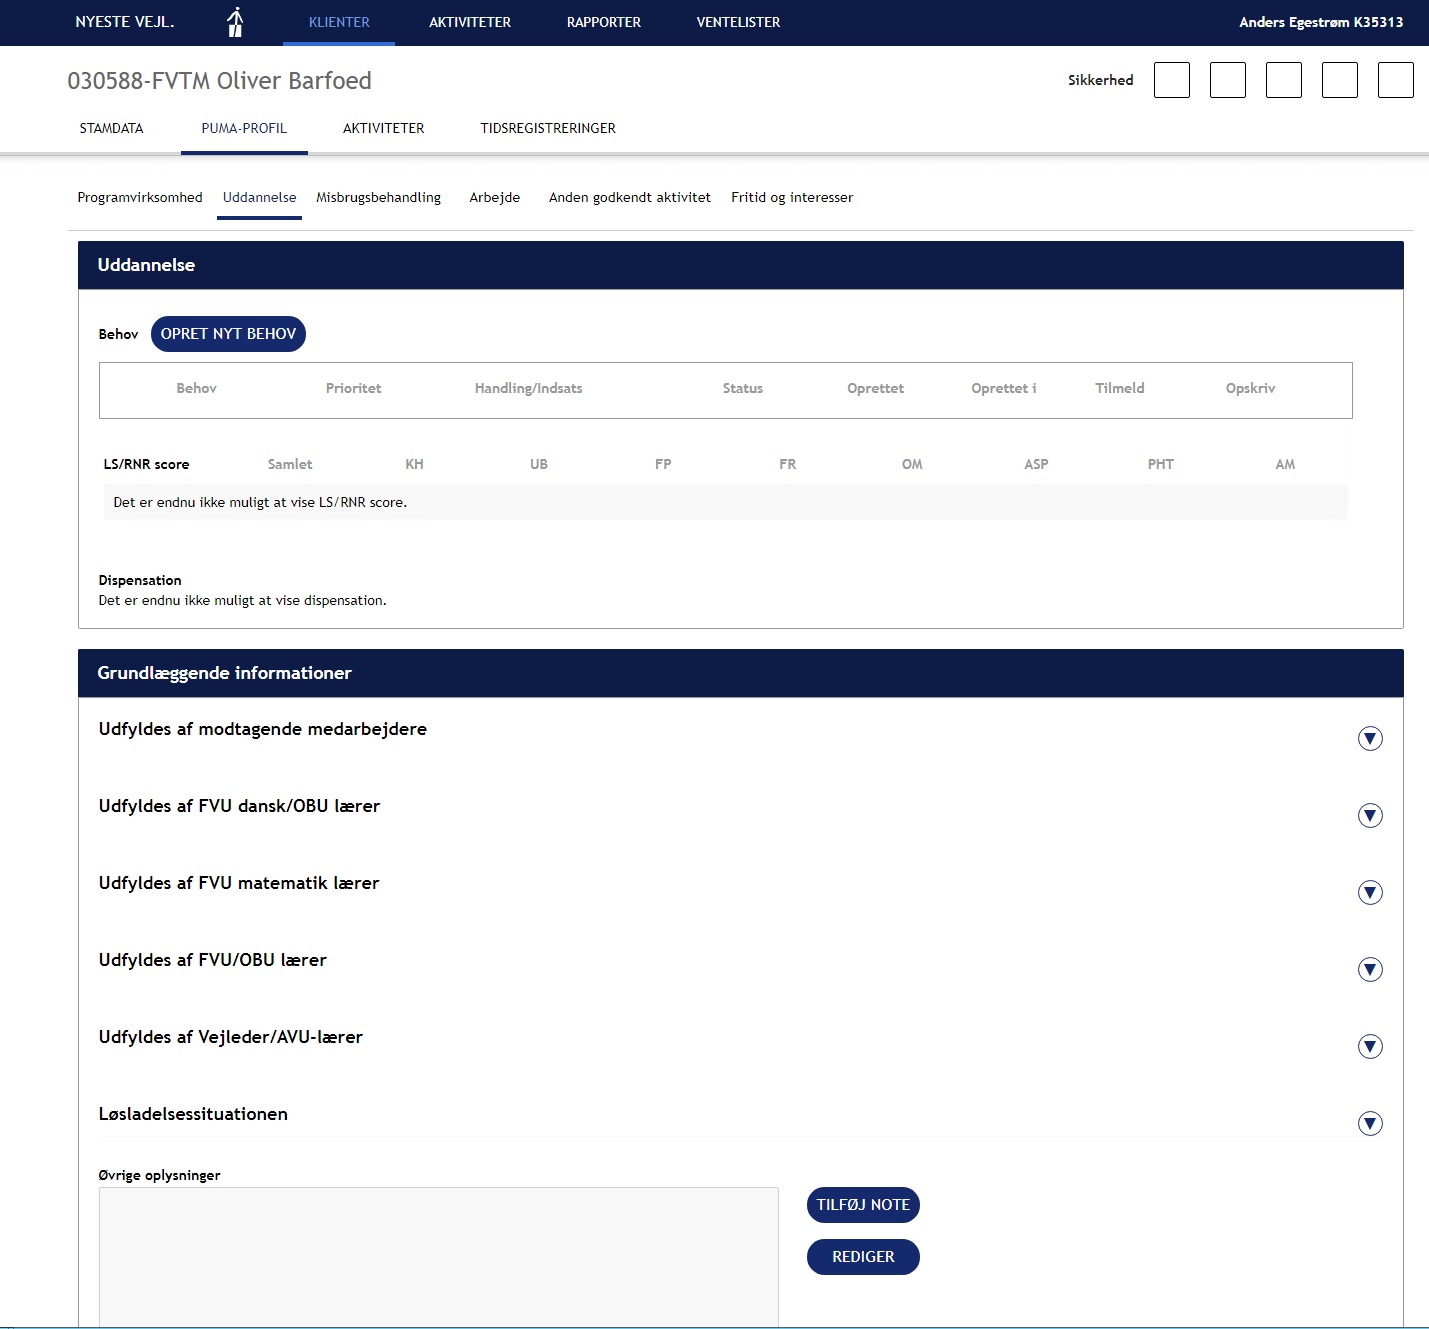 NYESTE VEJL. KLIENTER AKTIVITETER RAPPORTER VENTELISTER Anders Egestrøm K35313
030588-FVTM Oliver Barfoed Sikkerhed
STAMDATA PUMA-PROFIL AKTIVITETER TIDSREGISTRERINGER
Programvirksomhed Uddannelse Misbrugsbehandling Arbejde Anden godkendt aktivitet Fritid og interesser
Uddannelse
Behov OPRET NYT BEHOV
Behov Prioritet Handling/Indsats Status Oprettet Oprettet i Tilmeld Opskriv
LS/RNR score Samlet KH UB FP FR OM ASP PHT AM
Det er endnu ikke muligt at vise LS/RNR score.
Dispensation
Det er endnu ikke muligt at vise dispensation.
Grundlæggende informationer
Udfyldes af modtagende medarbejdere
Udfyldes af FVU dansk/OBU lærer
Udfyldes af FVU matematik lærer
Udfyldes af FVU/OBU lærer
Udfyldes af Vejleder/AVU-lærer
Løsladelsessituationen
Øvrige oplysninger
TILFØJ NOTE
REDIGER